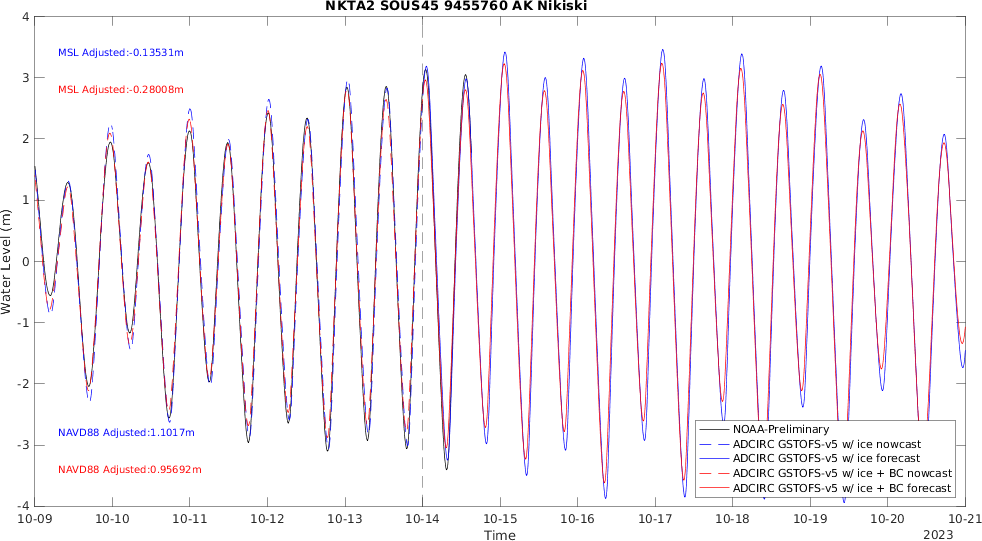 NKTA2 SOUS45 9455760 AK Nikiski
MSL Adjusted:-0.13531m
MSL Adjusted:-0.28008m
NAVD88 Adjusted:1.1017m
NAVD88 Adjusted:0.95692m
Water Level (m)
4
3
2
1
0
-1
-2
-3
-4
NOAA-Preliminary
ADCIRC GSTOFS-v5 w/ ice nowcast
ADCIRC GSTOFS-v5 w/ ice forecast
ADCIRC GSTOFS-v5 w/ ice + BC nowcast
ADCIRC GSTOFS-v5 w/ ice + BC forecast
10-09 10-10 10-11 10-12 10-13 10-14 10-15 10-16 10-17 10-18 10-19 10-20 10-21
Time
2023